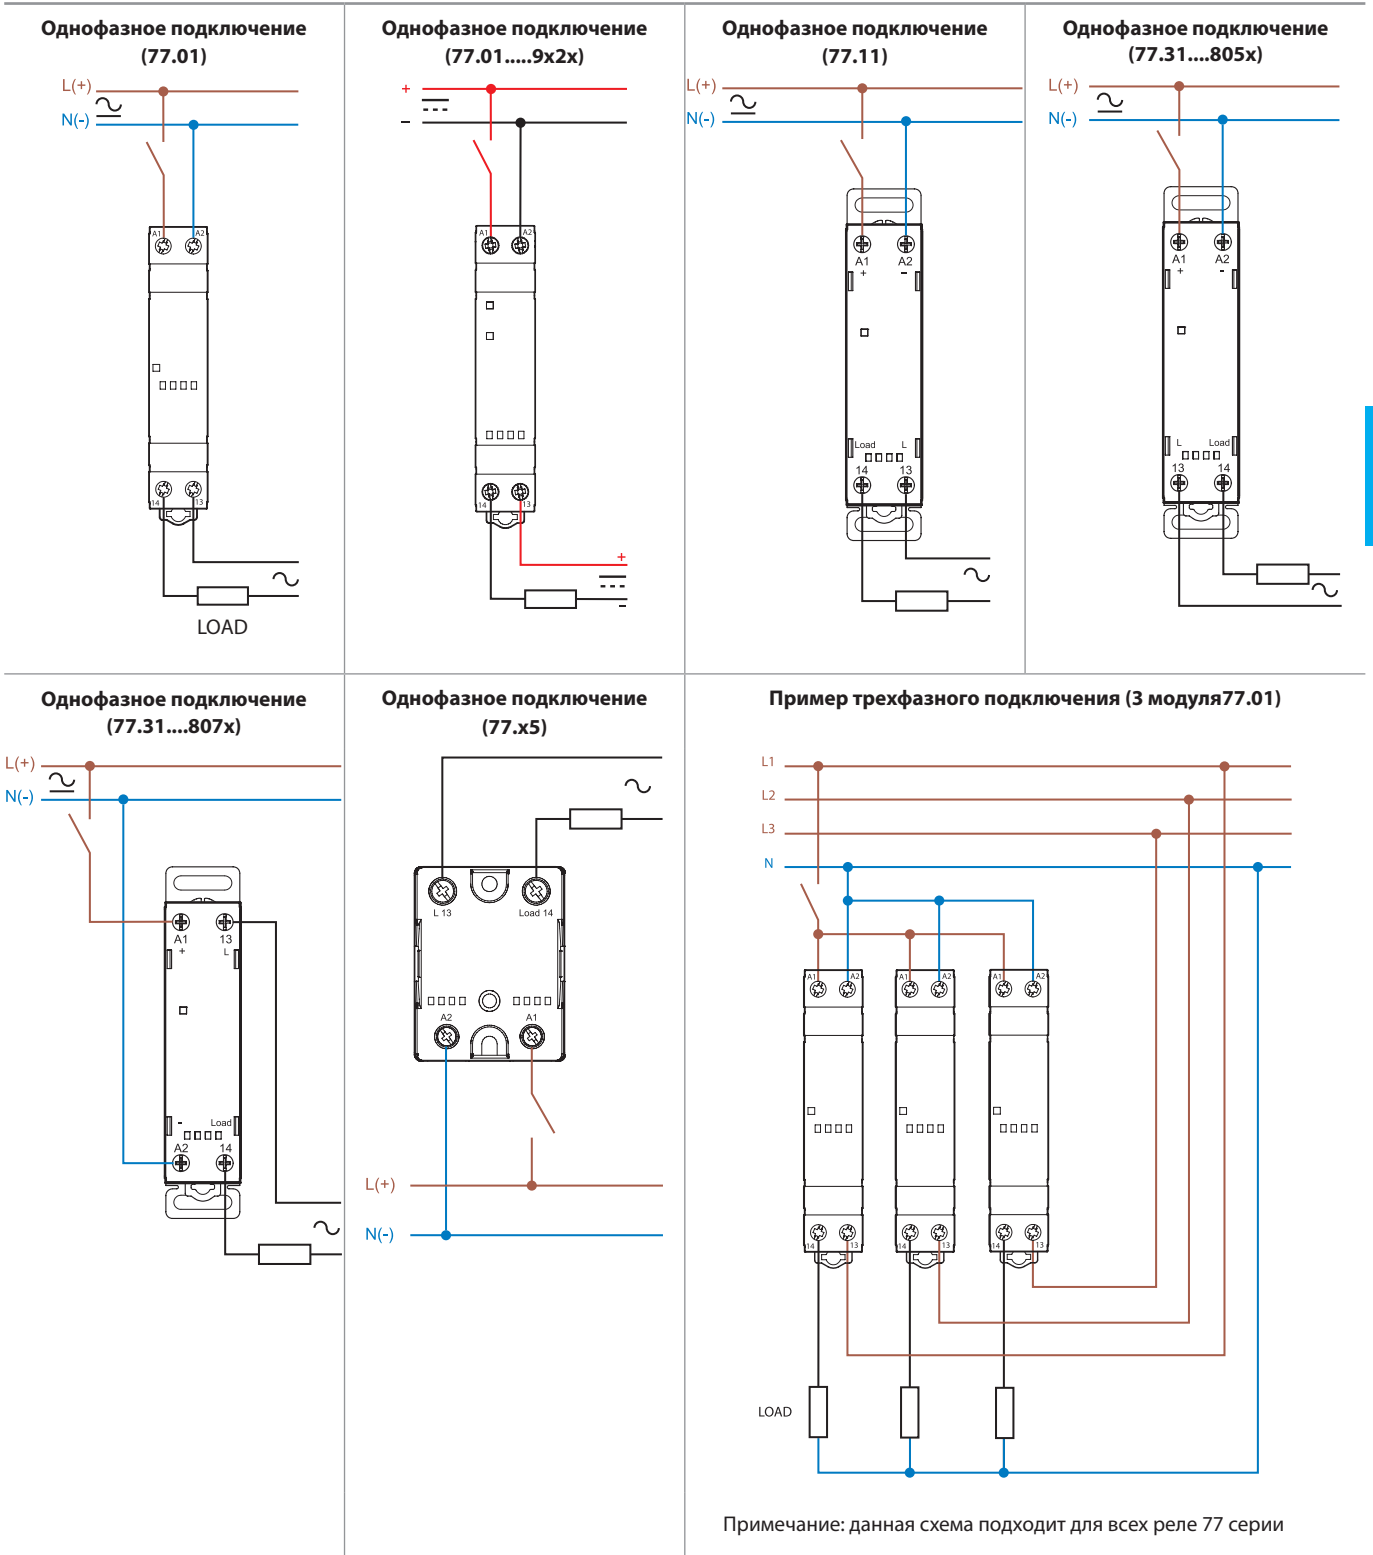 Однофазное подключение
(77.01)
L(+)
N(-)
A1 A2
14 13
LOAD
Однофазное подключение
(77.01.....9x2x)
+
–
A1 A2
14 13
+
-
Однофазное подключение
(77.11)
L(+)
N(-)
A1 A2
+ -
Load L
14 13
Однофазное подключение
(77.31....805x)
L(+)
N(-)
A1 A2
+ -
L Load
13 14
Однофазное подключение
(77.31....807x)
L(+)
N(-)
A1 13
+ L
- Load
A2 14
Однофазное подключение
(77.x5)
L 13 Load 14
A2 A1
L(+)
N(-)
Пример трехфазного подключения (3 модуля77.01)
L1
L2
L3
N
A1 A2 A1 A2 A1 A2
14 13 14 13 14 13
LOAD
Примечание: данная схема подходит для всех реле 77 серии